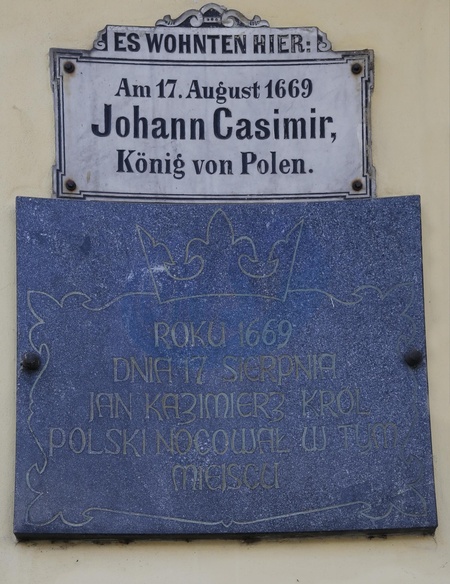 ES WOHNTEN HIER:
Am 17. August 1669
Johann Casimir,
König von Polen.
ROKU 1669
DNIA 17 SIERPNIA
JAN KAZIMIERZ KRÓL
POLSKI NOCOWAŁ W TYM
MIEJSCU